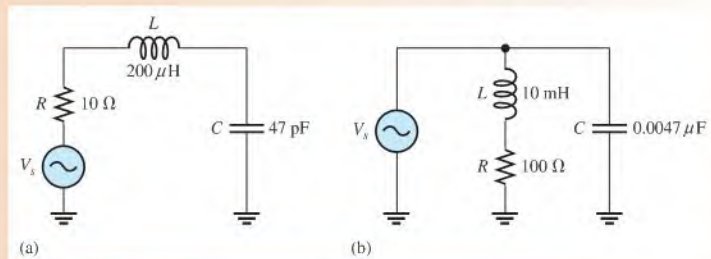 L
200 μH
R 10 Ω
C 47 pF
V_s
(a)
L 10 mH
V_s
C 0.0047 μF
R 100 Ω
(b)